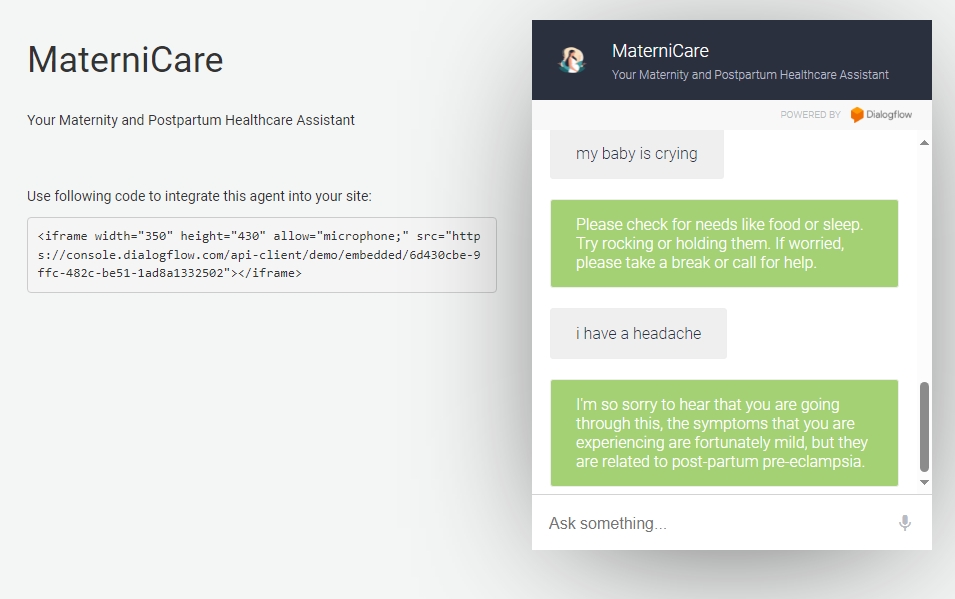 MaterniCare
Your Maternity and Postpartum Healthcare Assistant
Use following code to integrate this agent into your site:
<iframe width="350" height="430" allow="microphone;" src="http
s://console.dialogflow.com/api-client/demo/embedded/6d430cbe-9
ffc-482c-be51-1ad8a1332502"></iframe>
MaterniCare
Your Maternity and Postpartum Healthcare Assistant
POWERED BY Dialogflow
my baby is crying
Please check for needs like food or sleep.
Try rocking or holding them. If worried,
please take a break or call for help.
i have a headache
I'm so sorry to hear that you are going
through this, the symptoms that you are
experiencing are fortunately mild, but they
are related to post-partum pre-eclampsia.
Ask something...